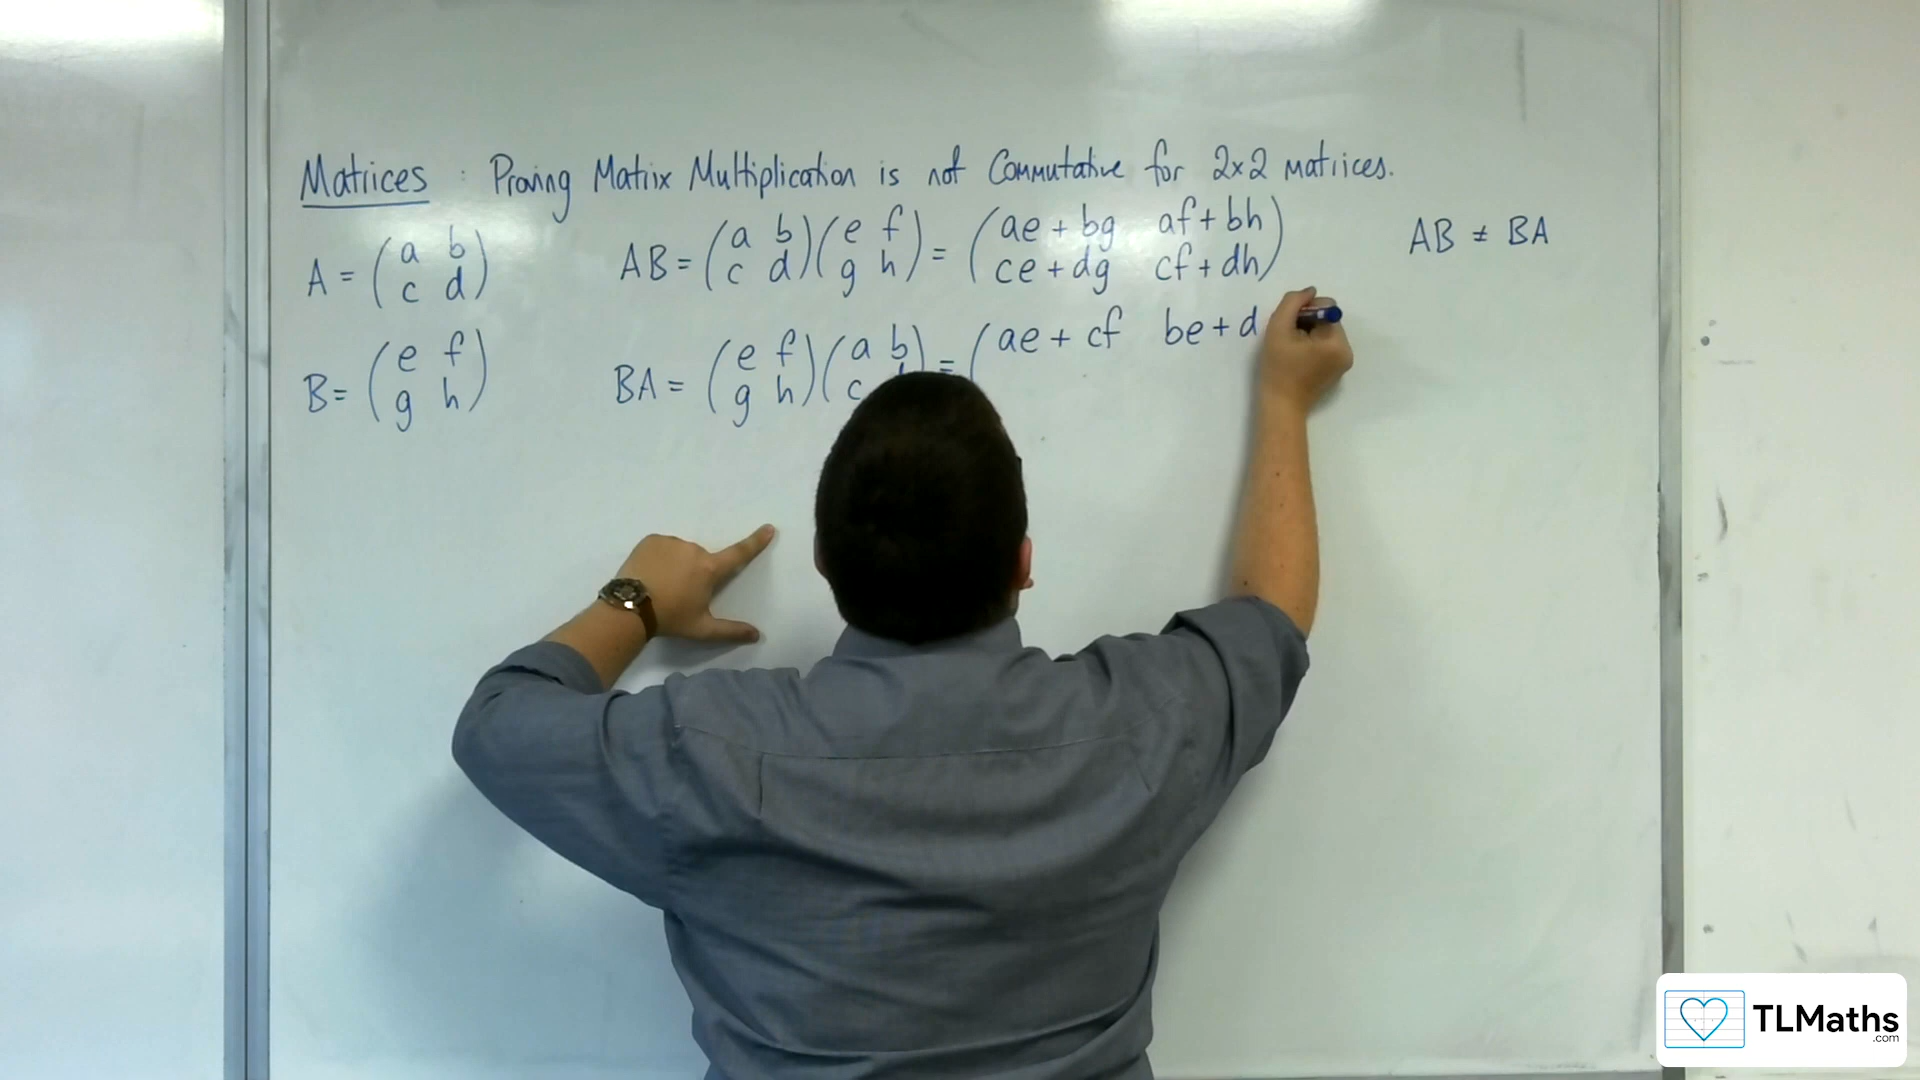 Matrices : Proving Matrix Multiplication is not Commutative for 2x2 matrices.
A = (a b
c d)
AB = (a b
c d)(e f
g h) = (ae + bg af + bh
ce + dg cf + dh)
AB ≠ BA
B = (e f
g h)
BA = (e f
g h)(a b
c = (ae + cf be + d
TLMaths
.com